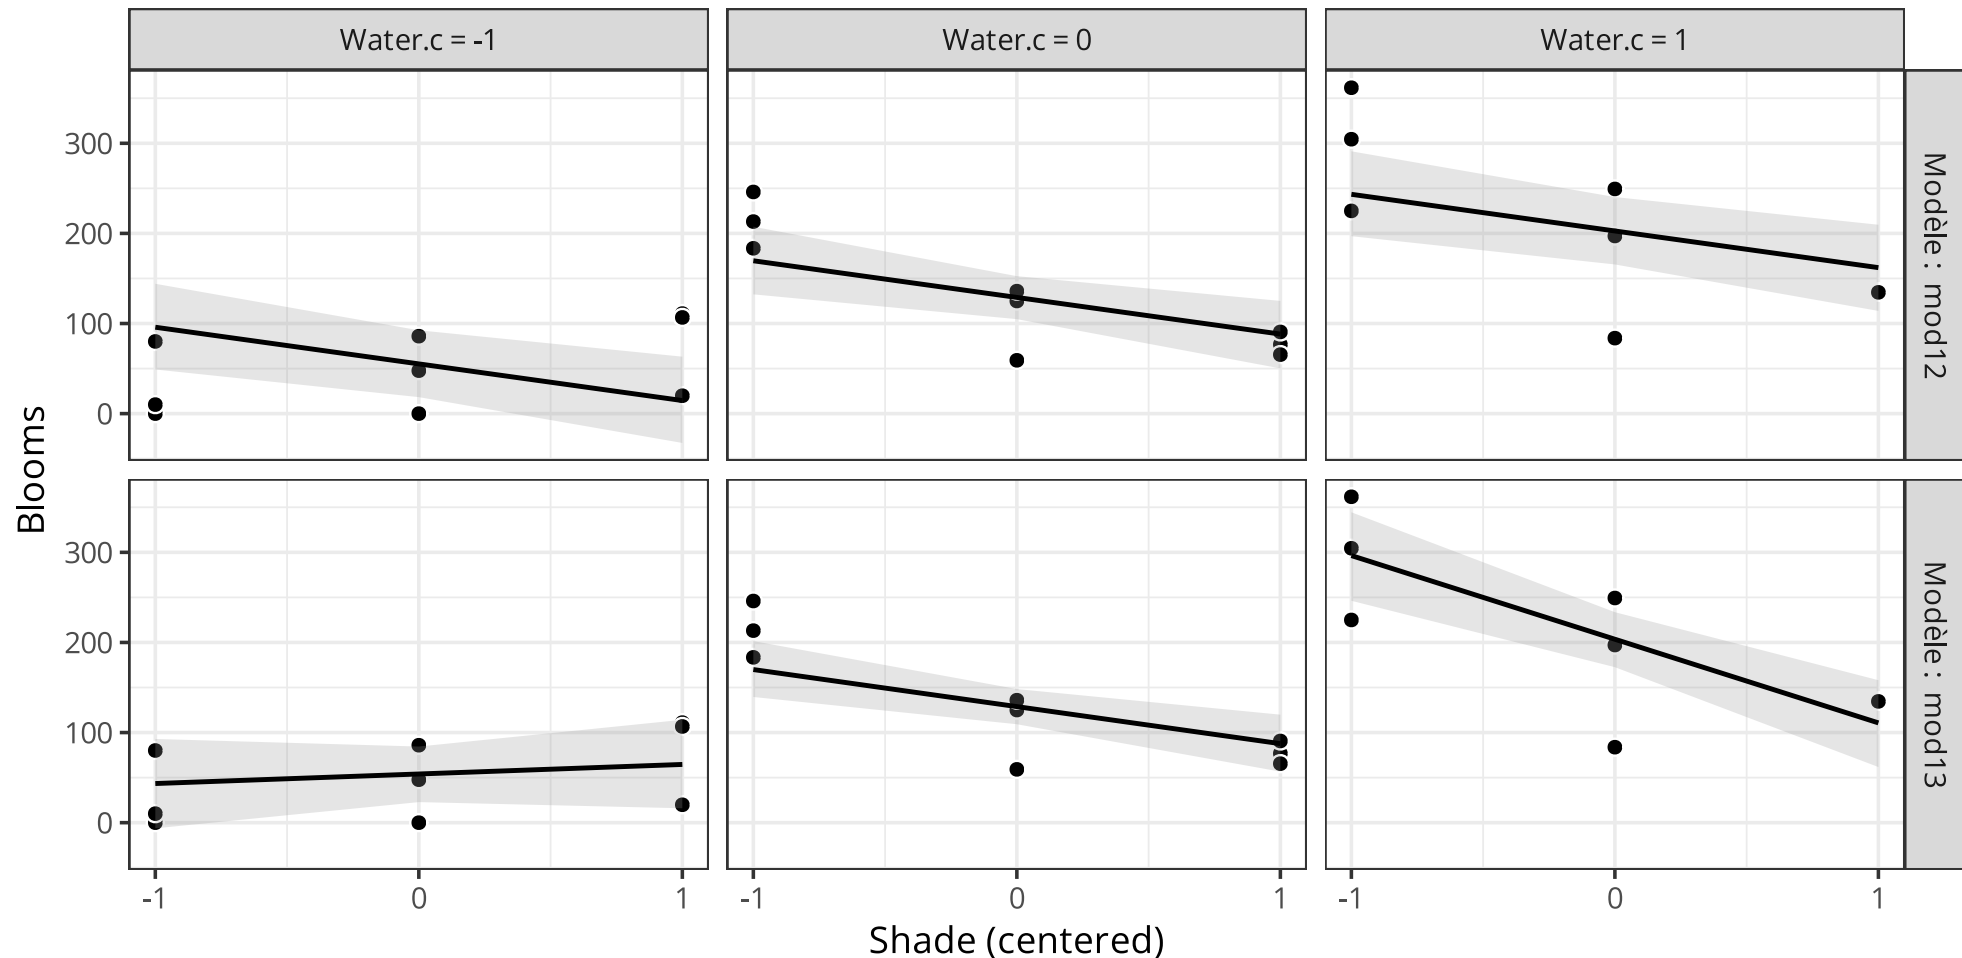 Water.c = -1
Water.c = 0
Water.c = 1
Blooms
300
200
100
0
Modèle : mod12
300
200
100
0
Modèle : mod13
-1 0 1 -1 0 1 -1 0 1
Shade (centered)